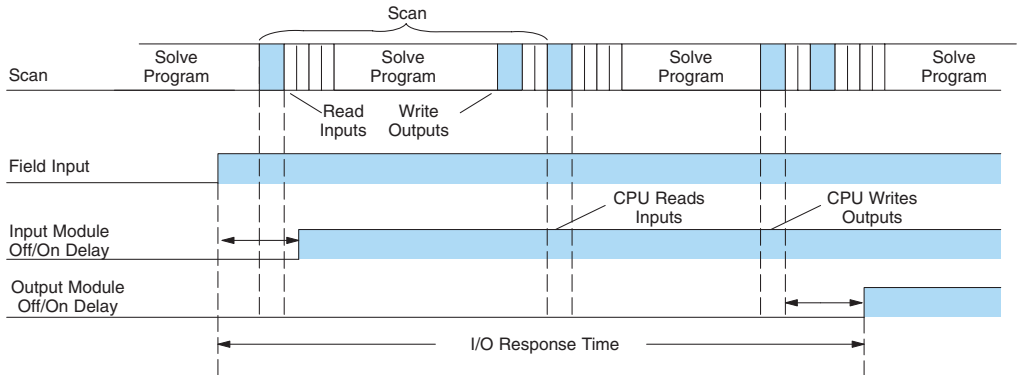 Scan
Solve
Program
Solve
Program
Solve
Program
Solve
Program
Scan
Read
Inputs
Write
Outputs
Field Input
CPU Reads
Inputs
CPU Writes
Outputs
Input Module
Off/On Delay
Output Module
Off/On Delay
I/O Response Time